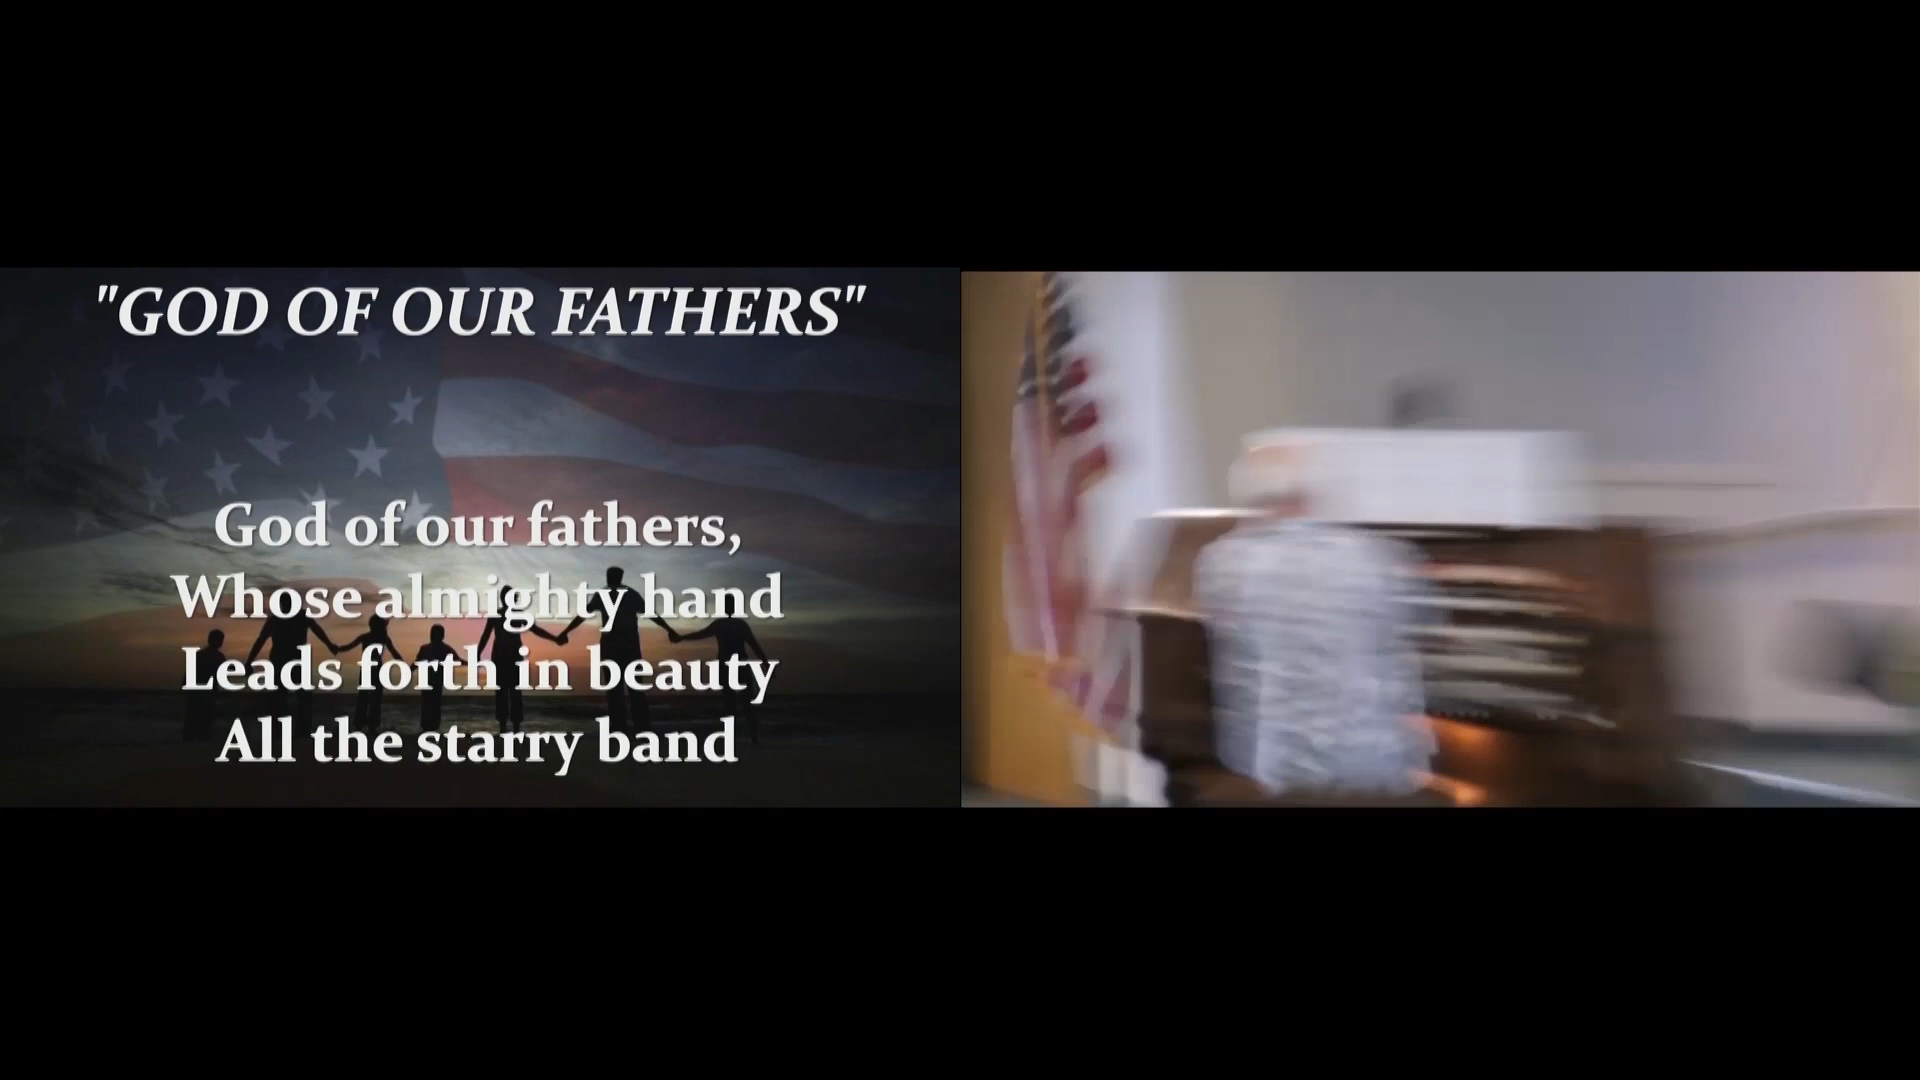 "GOD OF OUR FATHERS"
God of our fathers,
Whose almighty hand
Leads forth in beauty
All the starry band